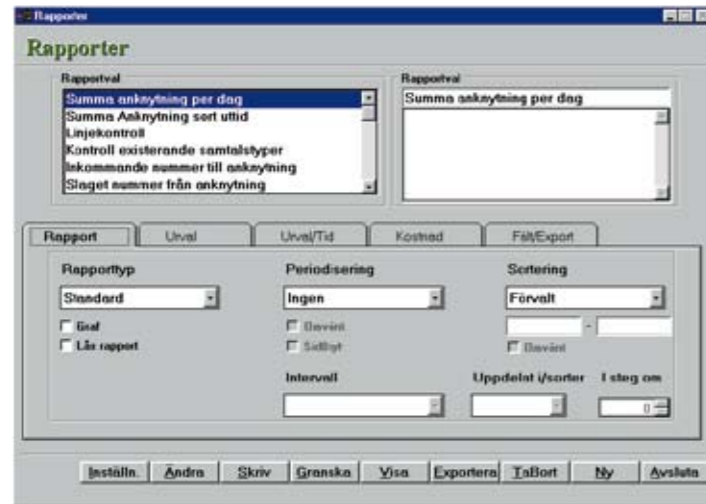 Rapporter
Rapporter
Rapportval
Summa anknytning per dag
Summa Anknytning sort uttid
Linjekontroll
Kontroll existerande samtalstyper
Inkommande nummer till anknytning
Slaget nummer från anknytning
Rapportval
Summa anknytning per dag
Rapport Urval Urval/Tid Kostnad Fält/Export
Rapporttyp Periodisering Sortering
Standard Ingen Förvalt
Graf Omvänt -
Lås rapport Sidbyt Omvänt
Intervall Uppdelat i/sorter I steg om
0
Inställn. Ändra Skriv Granska Visa Exportera TaBort Ny Avsluta